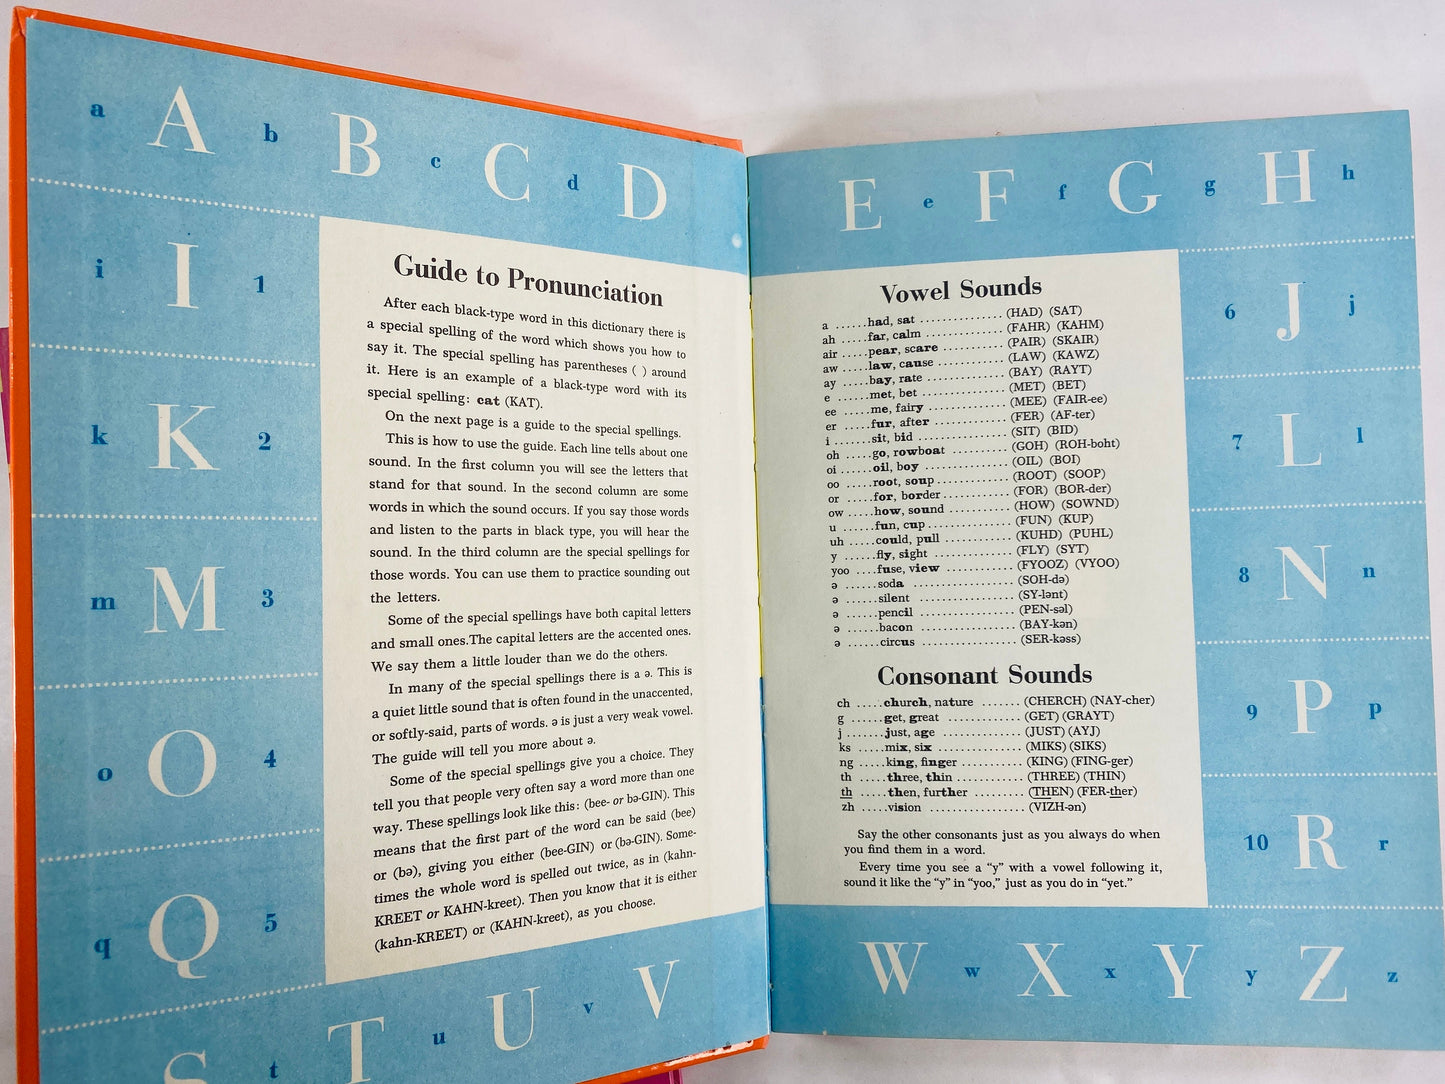 a A b B c C d D
i I 1
k K 2
m M 3
o O 4
q Q 5
S t T u U v V
Guide to Pronunciation
After each black-type word in this dictionary there is
a special spelling of the word which shows you how to
say it. The special spelling has parentheses ( ) around
it. Here is an example of a black-type word with its
special spelling: cat (KAT).
On the next page is a guide to the special spellings.
This is how to use the guide. Each line tells about one
sound. In the first column you will see the letters that
stand for that sound. In the second column are some
words in which the sound occurs. If you say those words
and listen to the parts in black type, you will hear the
sound. In the third column are the special spellings for
those words. You can use them to practice sounding out
the letters.
Some of the special spellings have both capital letters
and small ones.The capital letters are the accented ones.
We say them a little louder than we do the others.
In many of the special spellings there is a ə. This is
a quiet little sound that is often found in the unaccented,
or softly-said, parts of words. ə is just a very weak vowel.
The guide will tell you more about ə.
Some of the special spellings give you a choice. They
tell you that people very often say a word more than one
way. These spellings look like this: (bee- or bə-GIN). This
means that the first part of the word can be said (bee)
or (bə), giving you either (bee-GIN) or (bə-GIN). Some-
times the whole word is spelled out twice, as in (kahn-
KREET or KAHN-kreet). Then you know that it is either
(kahn-KREET) or (KAHN-kreet), as you choose.
E e F f G g H h
6 J j
7 L l
8 N n
9 P p
10 R r
W w X x Y y Z z
Vowel Sounds
a ......had, sat .............. (HAD) (SAT)
ah .....far, calm .............. (FAHR) (KAHM)
air .....pear, scare ........... (PAIR) (SKAIR)
aw .....law, cause ............ (LAW) (KAWZ)
ay .....bay, rate .............. (BAY) (RAYT)
e ......met, bet ............... (MET) (BET)
ee .....me, fairy .............. (MEE) (FAIR-ee)
er .....fur, after .............. (FER) (AF-ter)
i .......sit, bid ................ (SIT) (BID)
oh .....go, rowboat .......... (GOH) (ROH-boht)
oi ......oil, boy ............... (OIL) (BOI)
oo .....root, soup ............. (ROOT) (SOOP)
or .....for, border ............ (FOR) (BOR-der)
ow ....how, sound ........... (HOW) (SOWND)
u ......fun, cup .............. (FUN) (KUP)
uh .....could, pull ............ (KUHD) (PUHL)
y ......fly, sight ............. (FLY) (SYT)
yoo ....fuse, view ............ (FYOOZ) (VYOO)
ə ......soda .................. (SOH-də)
ə ......silent ................. (SY-lənt)
ə ......pencil ................ (PEN-səl)
ə ......bacon ................ (BAY-kən)
ə ......circus ................ (SER-kəss)
Consonant Sounds
ch .....church, nature ....... (CHERCH) (NAY-cher)
g ......get, great ............ (GET) (GRAYT)
j .......just, age .............. (JUST) (AYJ)
ks .....mix, six .............. (MIKS) (SIKS)
ng .....king, finger .......... (KING) (FING-ger)
th .....three, thin ............ (THREE) (THIN)
th .....then, further ......... (THEN) (FER-ther)
zh .....vision ................ (VIZH-ən)
Say the other consonants just as you always do when
you find them in a word.
Every time you see a “y” with a vowel following it,
sound it like the “y” in “yoo,” just as you do in “yet.”